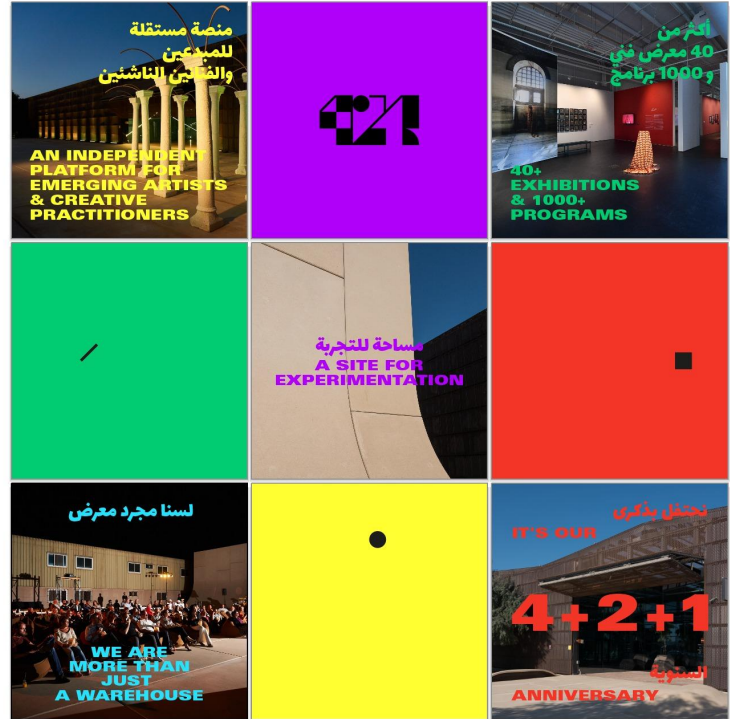 منصة مستقلة
للمبدعين
والفنانين الناشئين
AN INDEPENDENT
PLATFORM FOR
EMERGING ARTISTS
& CREATIVE
PRACTITIONERS
421
أكثر من
40 معرض فني
و 1000 برنامج
40+
EXHIBITIONS
& 1000+
PROGRAMS
مساحة للتجربة
A SITE FOR
EXPERIMENTATION
لسنا مجرد معرض
WE ARE
MORE THAN
JUST
A WAREHOUSE
نحتفل بذكرى
IT'S OUR
4+2+1
السنوية
ANNIVERSARY